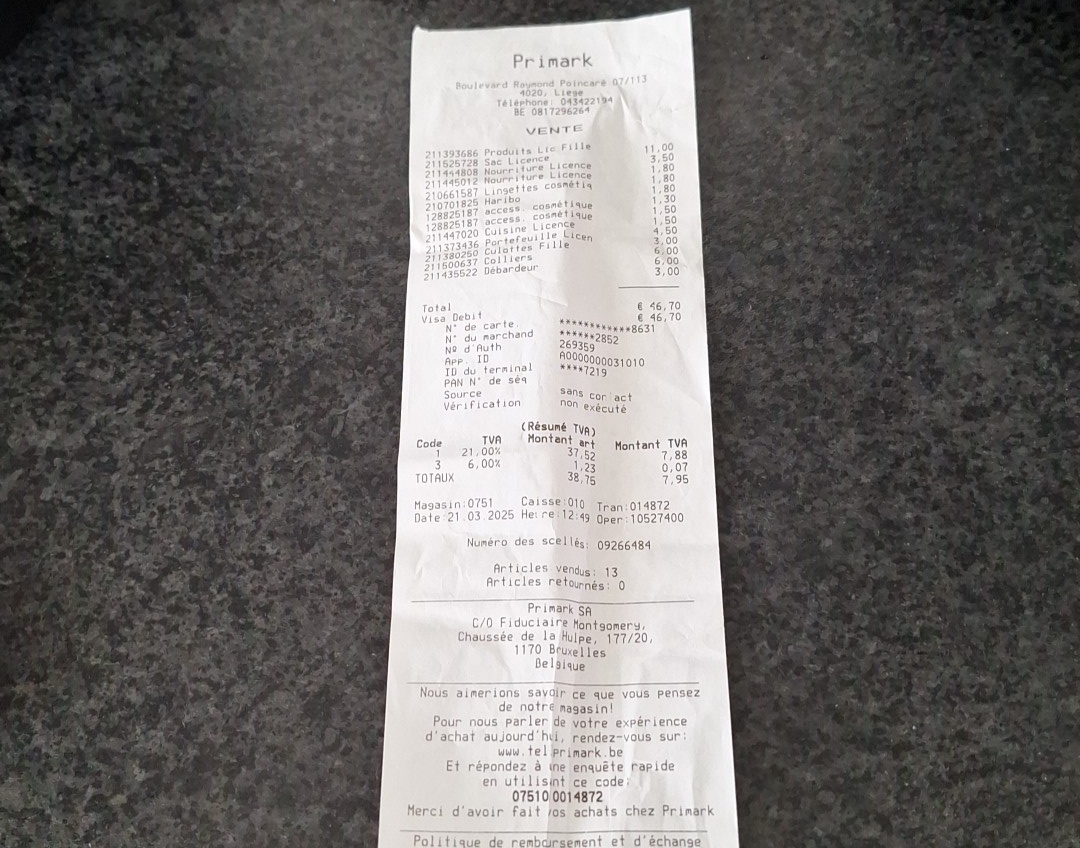 Primark
Boulevard Raymond Poincaré 07/113
4020, Liege
Téléphone: 043422194
BE 0817296264
VENTE
211393686 Produits Lic Fille 11,00
211525728 Sac Licence 3,50
211444808 Nourriture Licence 1,80
211445012 Nourriture Licence 1,80
210661587 Lingettes cosmétiq 1,80
210701825 Haribo 1,30
128825187 access. cosmétique 1,50
128825187 access. cosmétique 1,50
211447020 Cuisine Licence 4,50
211373436 Portefeuille Licen 3,00
211380250 Culottes Fille 6,00
211500637 Colliers 6,00
211435522 Débardeur 3,00
Total € 46,70
Visa Debit € 46,70
N° de carte ************8631
N° du marchand ******2852
Nº d'Auth 269359
App. ID A0000000031010
ID du terminal ****7219
PAN N° de séq
Source sans cor act
Vérification non exécuté
(Résumé TVA)
Code TVA Montant art Montant TVA
1 21,00% 37,52 7,88
3 6,00% 1,23 0,07
TOTAUX 38,75 7,95
Magasin:0751 Caisse:010 Tran:014872
Date:21.03.2025 Heure:12:49 Oper:10527400
Numéro des scellés: 09266484
Articles vendus: 13
Articles retournés: 0
Primark SA
C/O Fiduciaire Montgomery,
Chaussée de la Hulpe, 177/20,
1170 Bruxelles
Belgique
Nous aimerions savoir ce que vous pensez
de notre magasin!
Pour nous parler de votre expérience
d'achat aujourd'hui, rendez-vous sur:
www.telprimark.be
Et répondez à une enquête rapide
en utilisant ce code:
07510 0014872
Merci d'avoir fait vos achats chez Primark
Politique de remboursement et d'échange